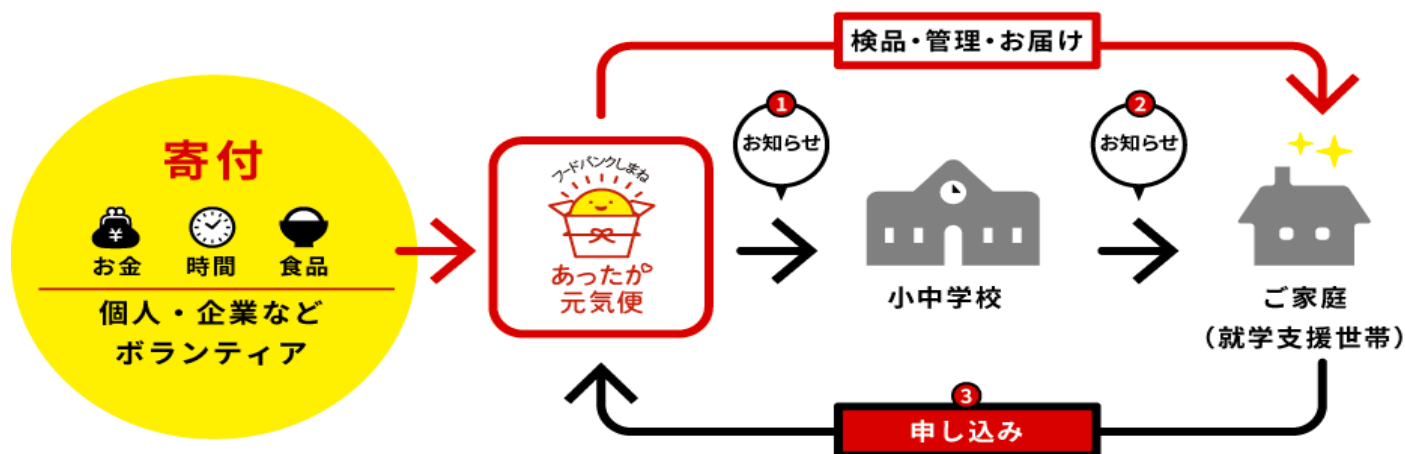 検品・管理・お届け
寄付
¥
お金
時間
食品
個人・企業など
ボランティア
フードバンクしまね
あったか
元気便
1
お知らせ
小中学校
2
お知らせ
ご家庭
（就学支援世帯）
3
申し込み